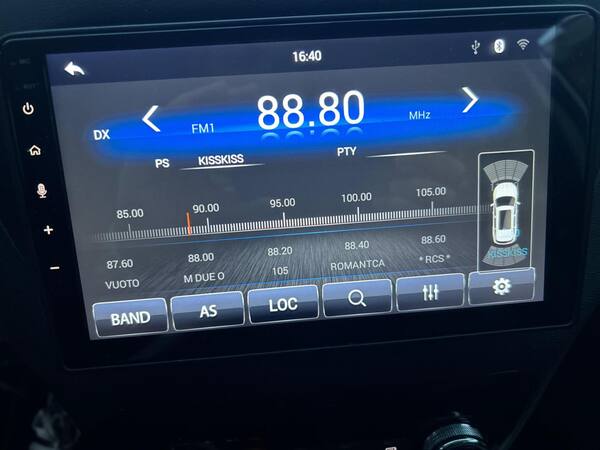 16:40
88.80
DX
FM1
MHz
PS KISSKISS PTY
85.00 90.00 95.00 100.00 105.00
87.60 88.00 88.20 88.40 88.60
VUOTO M DUE O 105 ROMANTCA * RCS * KISSKISS
BAND AS LOC